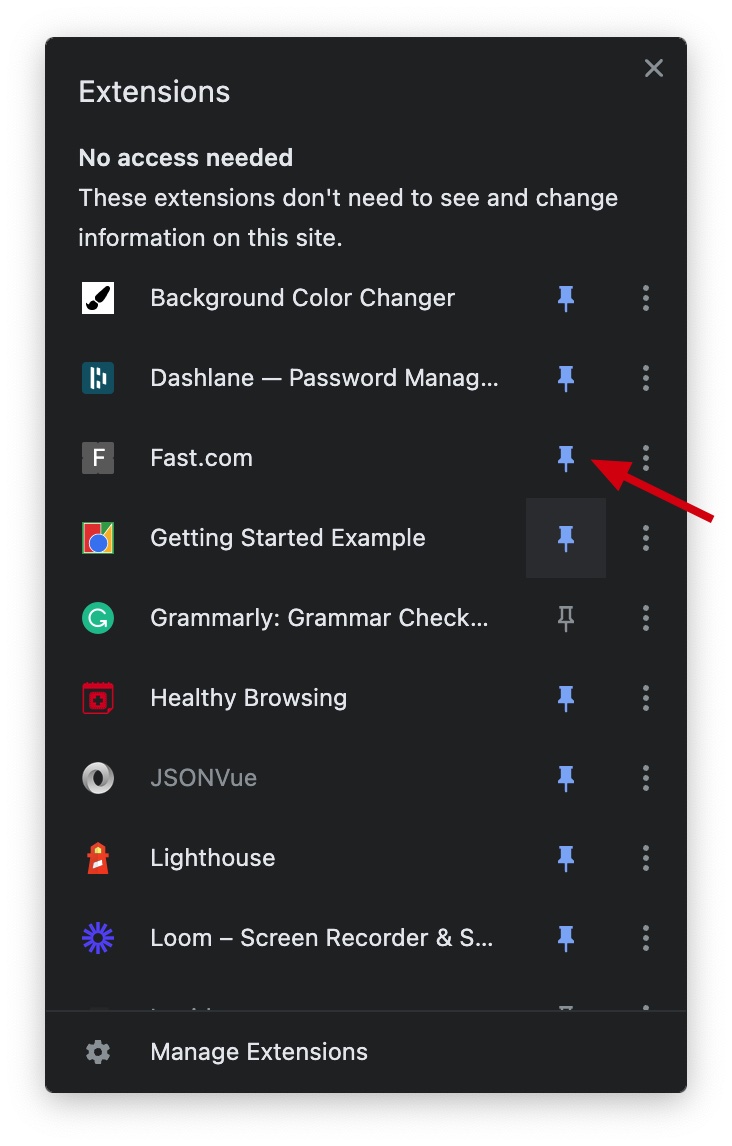 Extensions
No access needed
These extensions don't need to see and change
information on this site.
Background Color Changer
Dashlane — Password Manag...
F Fast.com
Getting Started Example
G Grammarly: Grammar Check...
Healthy Browsing
JSONVue
Lighthouse
Loom – Screen Recorder & S...
Manage Extensions